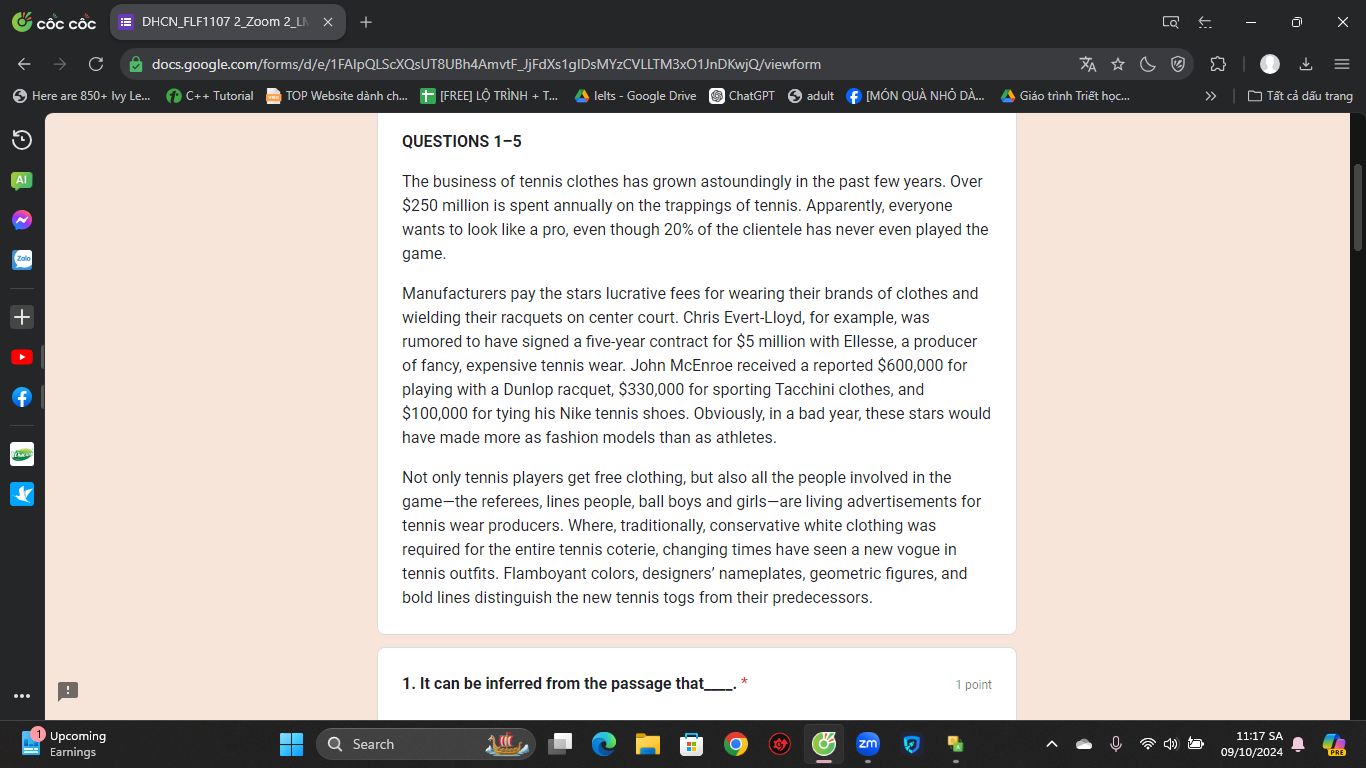 cốc cốc
DHCN_FLF1107 2_Zoom 2_LM
docs.google.com/forms/d/e/1FAIpQLScXQsUT8UBh4AmvtF_JjFdXs1gIDsMYzCVLLTM3xO1JnDKwjQ/viewform
Here are 850+ Ivy Le...
C++ Tutorial
TOP Website dành ch...
[FREE] LỘ TRÌNH + T...
Ielts - Google Drive
ChatGPT
adult
[MÓN QUÀ NHỎ DÀ...
Giáo trình Triết học...
Tất cả dấu trang
AI
Zalo
QUESTIONS 1–5
The business of tennis clothes has grown astoundingly in the past few years. Over
$250 million is spent annually on the trappings of tennis. Apparently, everyone
wants to look like a pro, even though 20% of the clientele has never even played the
game.
Manufacturers pay the stars lucrative fees for wearing their brands of clothes and
wielding their racquets on center court. Chris Evert-Lloyd, for example, was
rumored to have signed a five-year contract for $5 million with Ellesse, a producer
of fancy, expensive tennis wear. John McEnroe received a reported $600,000 for
playing with a Dunlop racquet, $330,000 for sporting Tacchini clothes, and
$100,000 for tying his Nike tennis shoes. Obviously, in a bad year, these stars would
have made more as fashion models than as athletes.
Not only tennis players get free clothing, but also all the people involved in the
game—the referees, lines people, ball boys and girls—are living advertisements for
tennis wear producers. Where, traditionally, conservative white clothing was
required for the entire tennis coterie, changing times have seen a new vogue in
tennis outfits. Flamboyant colors, designers’ nameplates, geometric figures, and
bold lines distinguish the new tennis togs from their predecessors.
1. It can be inferred from the passage that____. *
1 point
1
Upcoming
Earnings
Search
zm
PRE
11:17 SA
09/10/2024